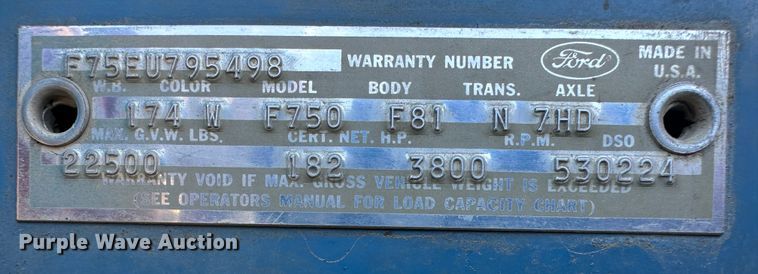 F75EU795498 WARRANTY NUMBER Ford MADE IN U.S.A.
W.B. COLOR MODEL BODY TRANS. AXLE
174 W F750 F81 N 7HD
MAX. G.V.W. LBS. CERT. NET. H.P. R.P.M. DSO
22500 182 3800 530224
WARRANTY VOID IF MAX. GROSS VEHICLE WEIGHT IS EXCEEDED
(SEE OPERATORS MANUAL FOR LOAD CAPACITY CHART)
Purple Wave Auction